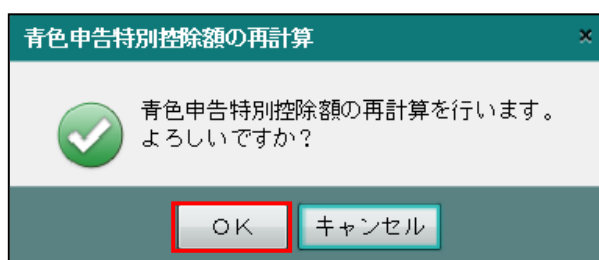 青色申告特別控除額の再計算
青色申告特別控除額の再計算を行います。
よろしいですか？
ＯＫ
キャンセル